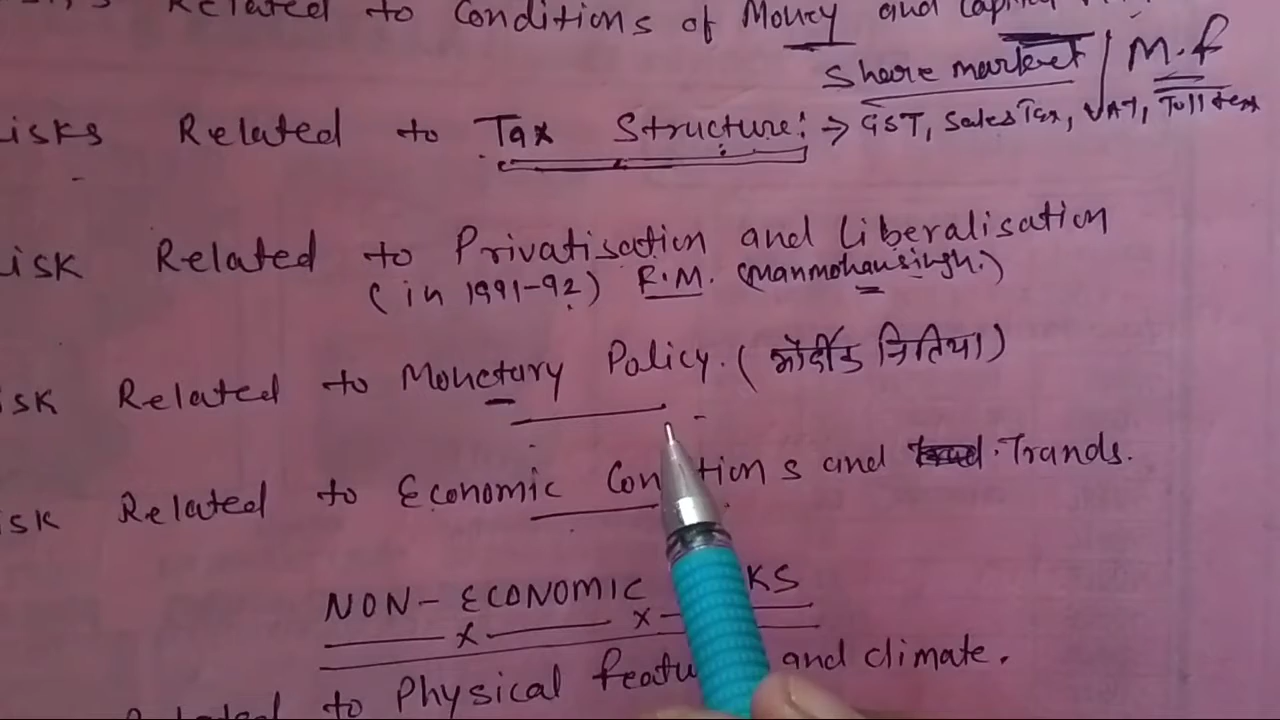 Related to Conditions of Money and
Share market / M.f
isks Related to Tax Structure: → GST, Sales Tax, VAT, Toll tax
isk Related to Privatisation and Liberalisation
(in 1991-92) F.M. (Manmohansingh.)
isk Related to Monetary Policy. (
isk Related to Economic Con tions and Trands.
NON-ECONOMIC KS
to Physical featu and climate.